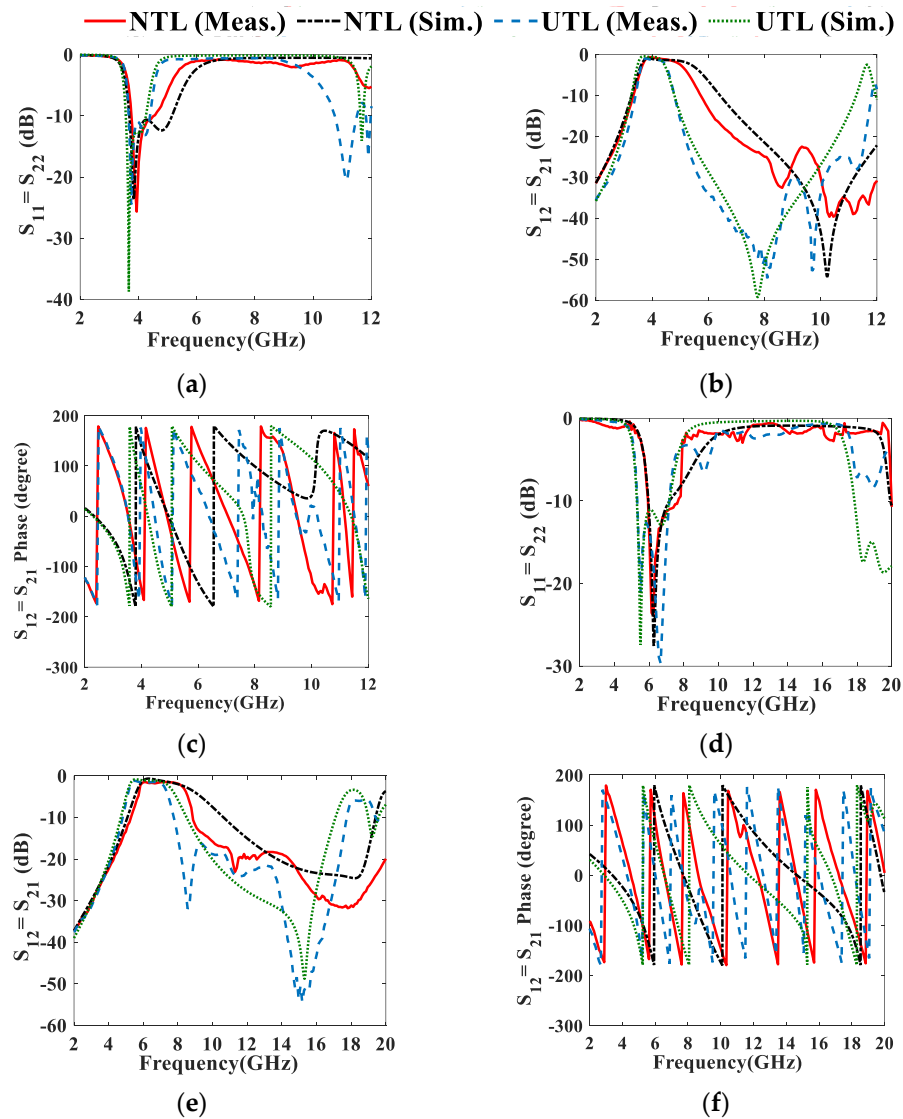 NTL (Meas.) NTL (Sim.) UTL (Meas.) UTL (Sim.)
0
-10
-20
-30
-40
2 4 6 8 10 12
S11 = S22 (dB)
Frequency(GHz)
(a)
0
-10
-20
-30
-40
-50
-60
2 4 6 8 10 12
S12 = S21 (dB)
Frequency(GHz)
(b)
200
100
0
-100
-200
-300
2 4 6 8 10 12
S12 = S21 Phase (degree)
Frequency(GHz)
(c)
0
-10
-20
-30
2 4 6 8 10 12 14 16 18 20
S11 = S22 (dB)
Frequency(GHz)
(d)
0
-10
-20
-30
-40
-50
-60
2 4 6 8 10 12 14 16 18 20
S12 = S21 (dB)
Frequency(GHz)
(e)
200
100
0
-100
-200
-300
2 4 6 8 10 12 14 16 18 20
S12 = S21 Phase (degree)
Frequency(GHz)
(f)